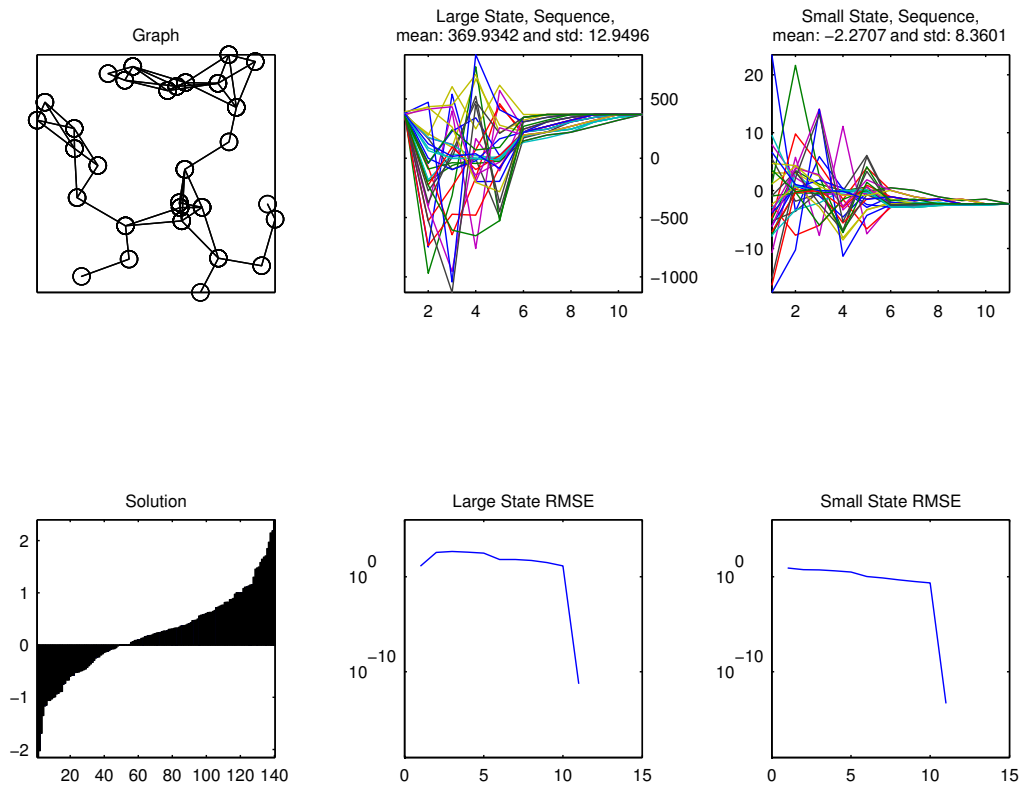 Graph
Large State, Sequence,
mean: 369.9342 and std: 12.9496
500
0
−500
−1000
2 4 6 8 10
Small State, Sequence,
mean: −2.2707 and std: 8.3601
20
10
0
−10
2 4 6 8 10
Solution
2
1
0
−1
−2
20 40 60 80 100 120 140
Large State RMSE
10^0
10^−10
0 5 10 15
Small State RMSE
10^0
10^−10
0 5 10 15